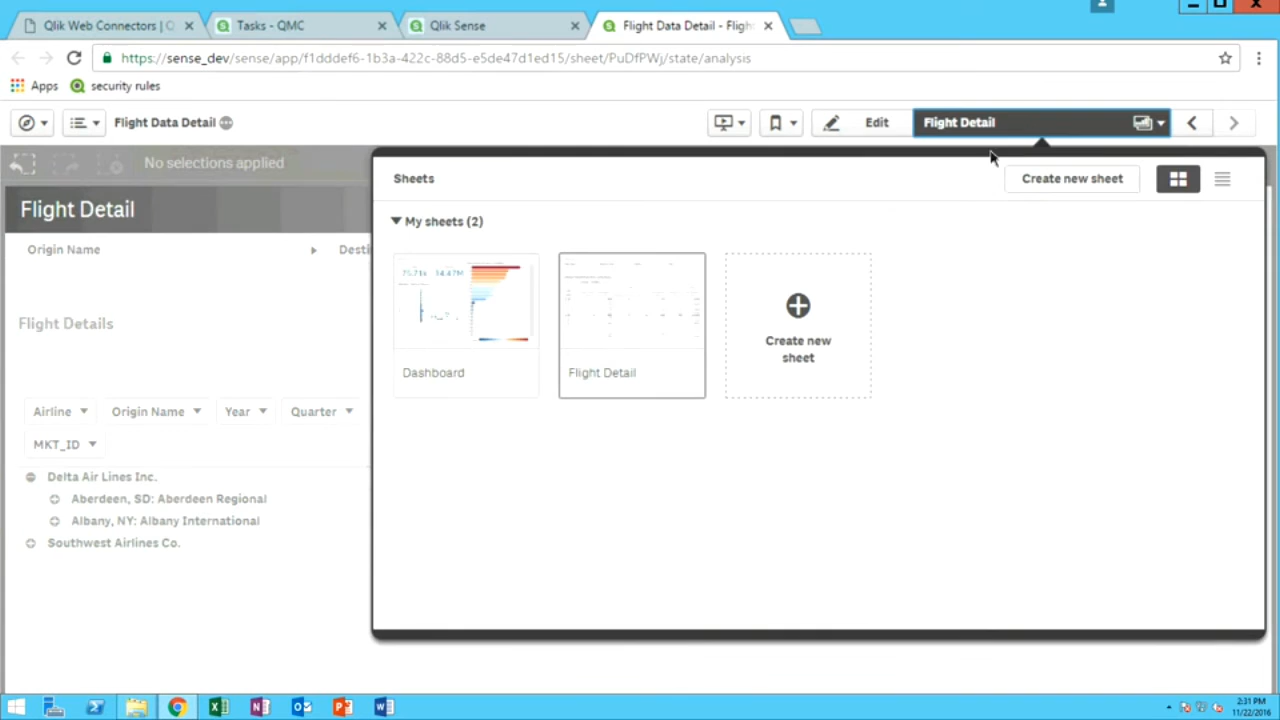 Qlik Web Connectors | Q
Tasks - QMC
Qlik Sense
Flight Data Detail - Fligh
https://sense_dev/sense/app/f1dddef6-1b3a-422c-88d5-e5de47d1ed15/sheet/PuDfPWj/state/analysis
Apps
security rules
Flight Data Detail
Edit
Flight Detail
No selections applied
Sheets
Create new sheet
Flight Detail
My sheets (2)
Origin Name
Desti
34.47M
Create new
sheet
Flight Details
Dashboard
Flight Detail
Airline
Origin Name
Year
Quarter
MKT_ID
Delta Air Lines Inc.
Aberdeen, SD: Aberdeen Regional
Albany, NY: Albany International
Southwest Airlines Co.
2:31 PM
11/22/2016